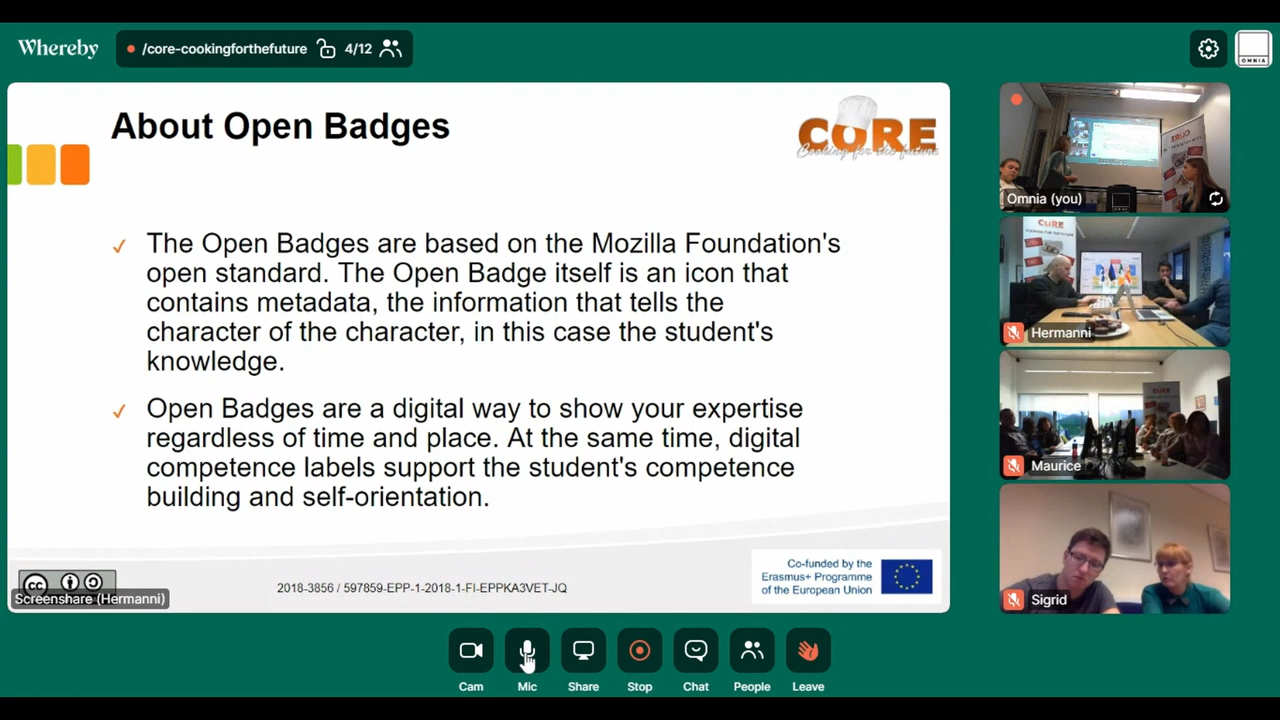 Whereby
/core-cookingforthefuture
4/12
OMNIA
About Open Badges
CORE
Cooking for the future
The Open Badges are based on the Mozilla Foundation's
open standard. The Open Badge itself is an icon that
contains metadata, the information that tells the
character of the character, in this case the student's
knowledge.
Open Badges are a digital way to show your expertise
regardless of time and place. At the same time, digital
competence labels support the student's competence
building and self-orientation.
cc
Screenshare (Hermanni)
2018-3856 / 597859-EPP-1-2018-1-FI-EPPKA3VET-JQ
Co-funded by the
Erasmus+ Programme
of the European Union
Omnia (you)
CORE
Hermanni
CORE
Maurice
Sigrid
Cam
Mic
Share
Stop
Chat
People
Leave